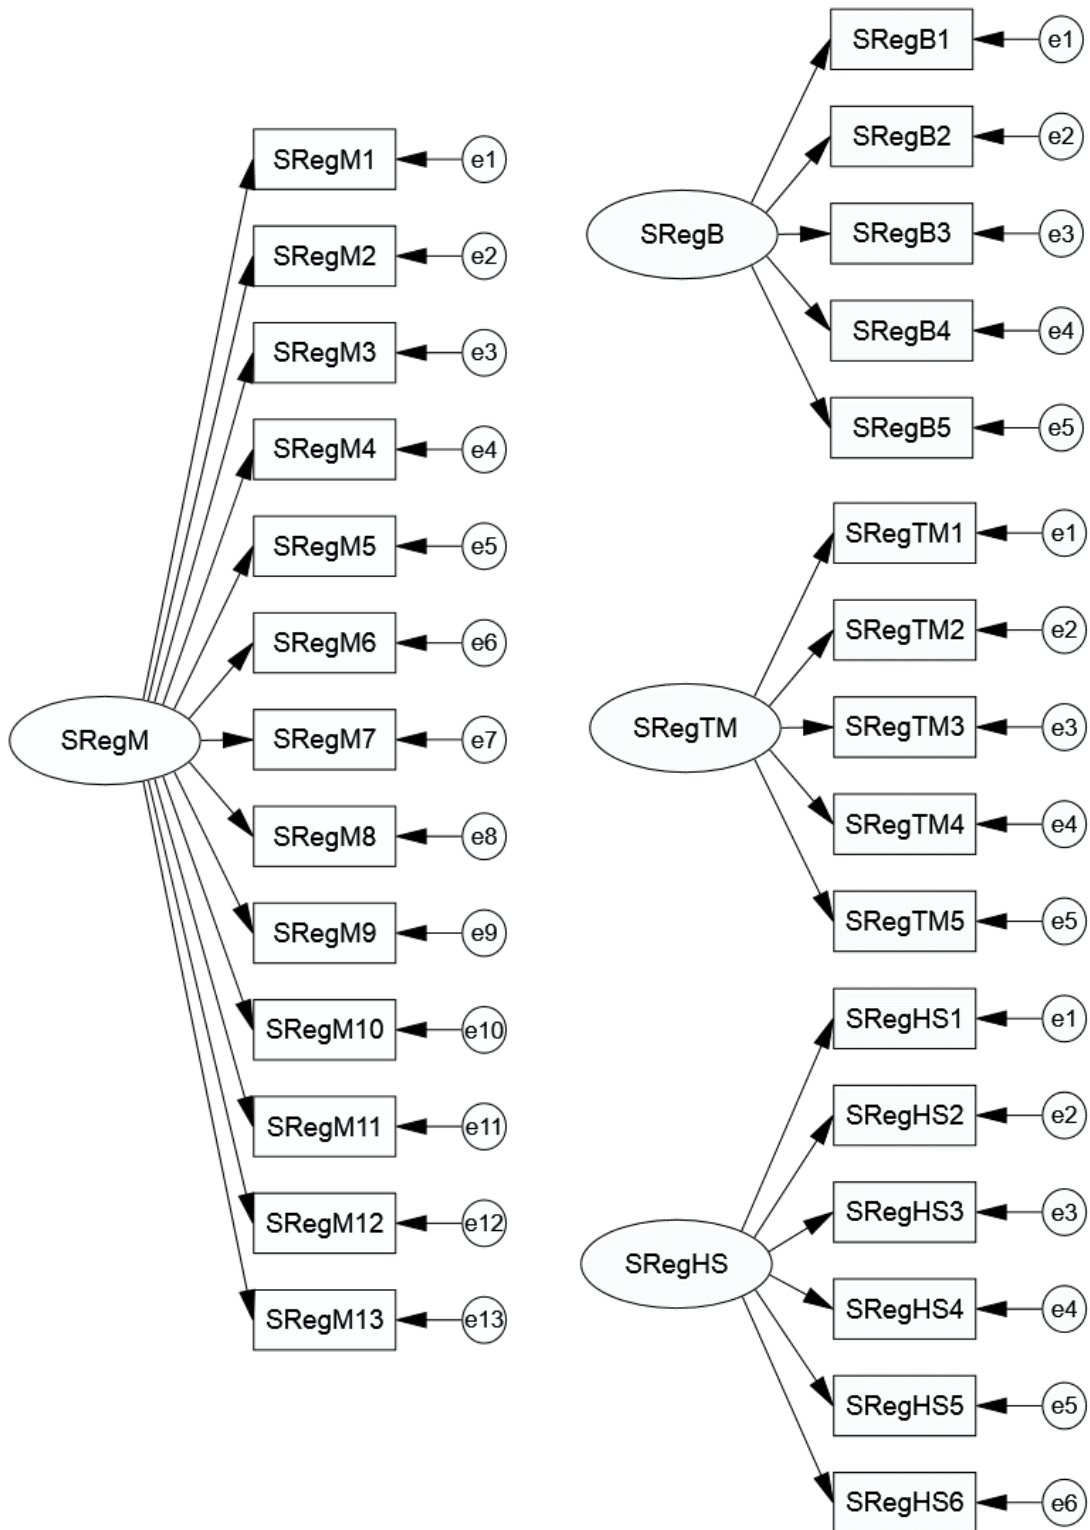 SRegM
SRegM1
e1
SRegM2
e2
SRegM3
e3
SRegM4
e4
SRegM5
e5
SRegM6
e6
SRegM7
e7
SRegM8
e8
SRegM9
e9
SRegM10
e10
SRegM11
e11
SRegM12
e12
SRegM13
e13
SRegB
SRegB1
e1
SRegB2
e2
SRegB3
e3
SRegB4
e4
SRegB5
e5
SRegTM
SRegTM1
e1
SRegTM2
e2
SRegTM3
e3
SRegTM4
e4
SRegTM5
e5
SRegHS
SRegHS1
e1
SRegHS2
e2
SRegHS3
e3
SRegHS4
e4
SRegHS5
e5
SRegHS6
e6